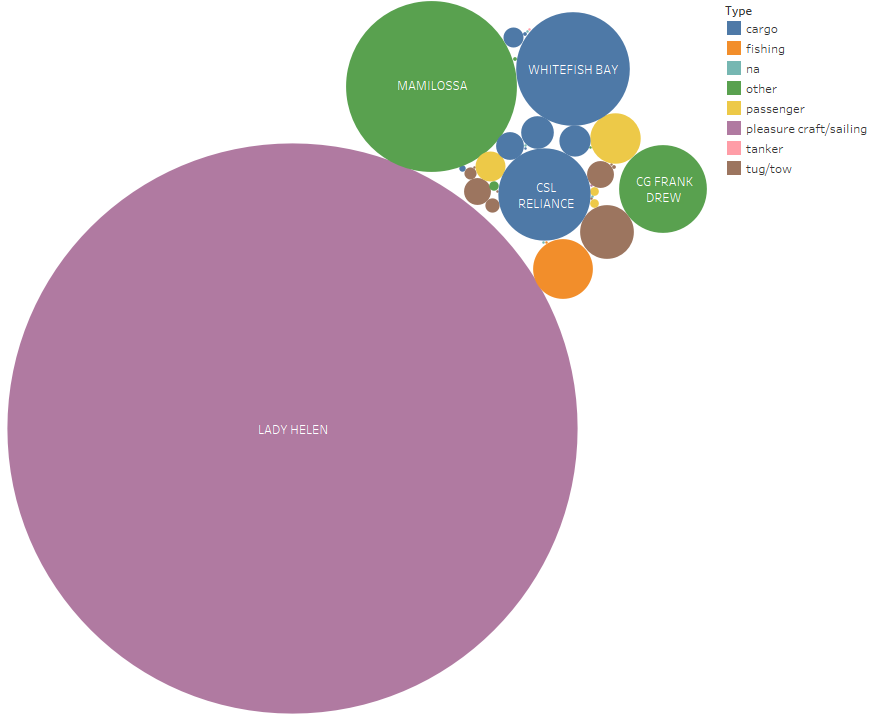 Type
cargo
fishing
na
other
passenger
pleasure craft/sailing
tanker
tug/tow
MAMILOSSA
WHITEFISH BAY
CSL
RELIANCE
CG FRANK
DREW
LADY HELEN